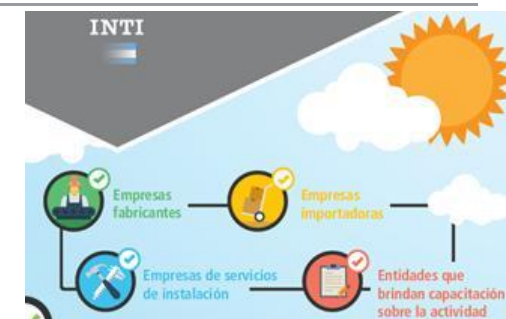 INTI
Empresas
fabricantes
Empresas
importadoras
Empresas de servicios
de instalación
Entidades que
brindan capacitación
sobre la actividad